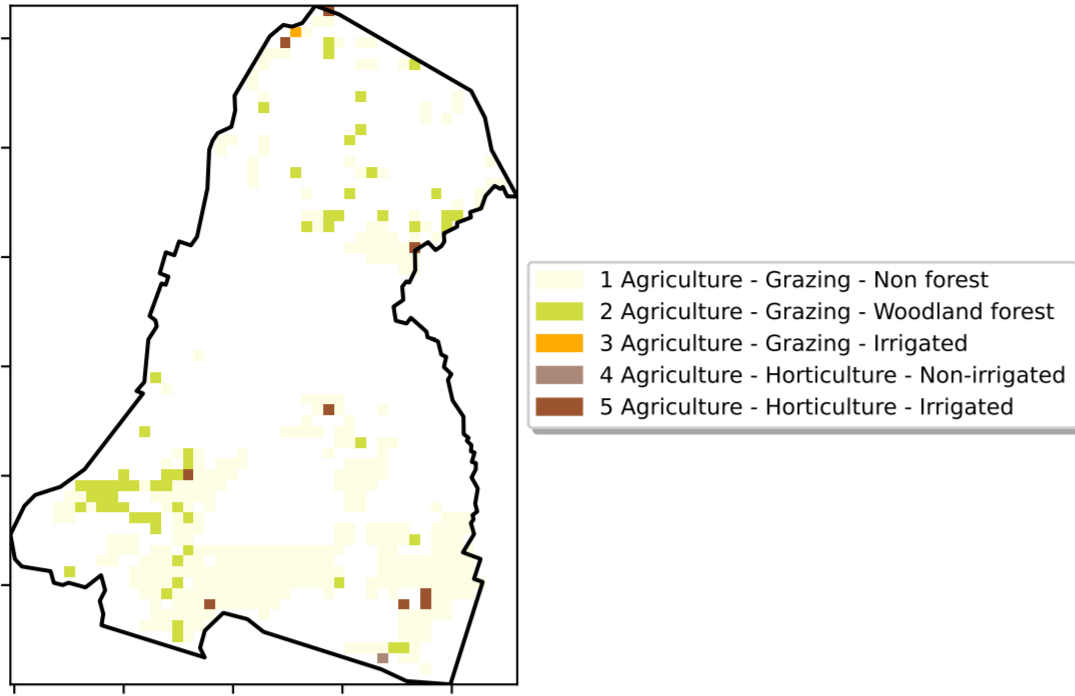 1 Agriculture - Grazing - Non forest
2 Agriculture - Grazing - Woodland forest
3 Agriculture - Grazing - Irrigated
4 Agriculture - Horticulture - Non-irrigated
5 Agriculture - Horticulture - Irrigated